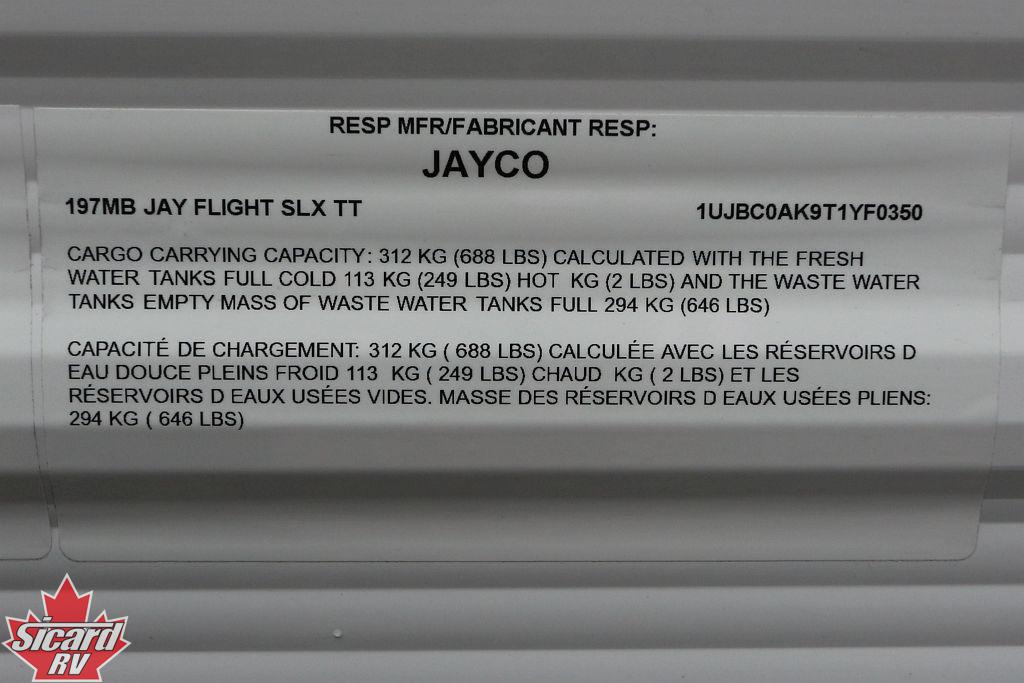 RESP MFR/FABRICANT RESP:
JAYCO
197MB JAY FLIGHT SLX TT 1UJBC0AK9T1YF0350
CARGO CARRYING CAPACITY: 312 KG (688 LBS) CALCULATED WITH THE FRESH
WATER TANKS FULL COLD 113 KG (249 LBS) HOT KG (2 LBS) AND THE WASTE WATER
TANKS EMPTY MASS OF WASTE WATER TANKS FULL 294 KG (646 LBS)
CAPACITÉ DE CHARGEMENT: 312 KG ( 688 LBS) CALCULÉE AVEC LES RÉSERVOIRS D
EAU DOUCE PLEINS FROID 113 KG ( 249 LBS) CHAUD KG ( 2 LBS) ET LES
RÉSERVOIRS D EAUX USÉES VIDES. MASSE DES RÉSERVOIRS D EAUX USÉES PLIENS:
294 KG ( 646 LBS)
Sicard
RV